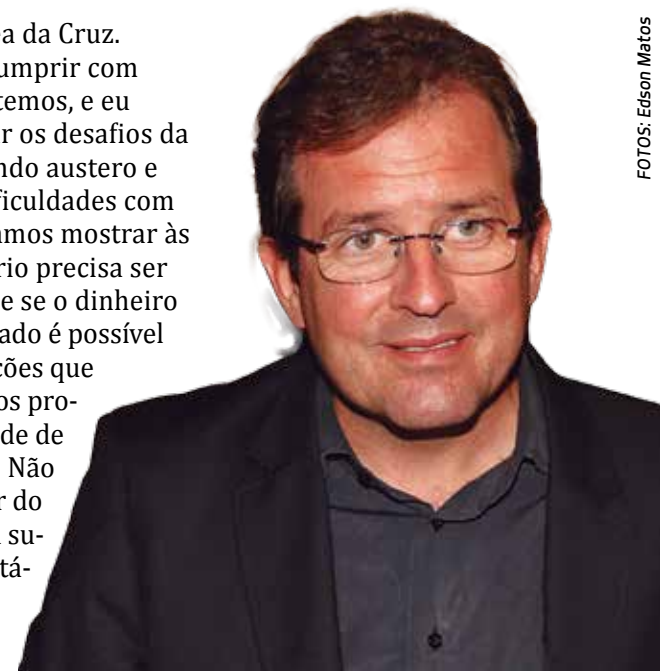 a da Cruz.
umprir com
temos, e eu
r os desafios da
ndo austero e
ficuldades com
amos mostrar às
rio precisa ser
e se o dinheiro
ado é possível
ções que
os pro-
de de
Não
r do
su-
tá-
FOTOS: Edson Matos